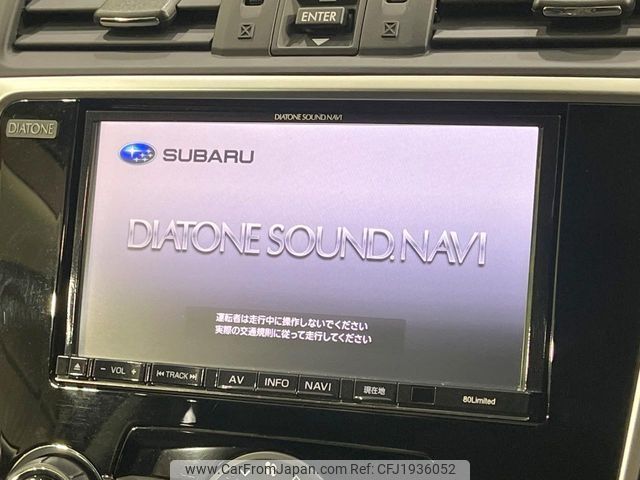 ENTER
DIATONE SOUND.NAVI
DIATONE
SUBARU
DIATONE SOUND.NAVI
運転者は走行中に操作しないでください
実際の交通規則に従って走行してください
− VOL + TRACK AV INFO NAVI 現在地 80Limited
www.carfromjapan.com
© CarFromJapan.com - CFJ1936052